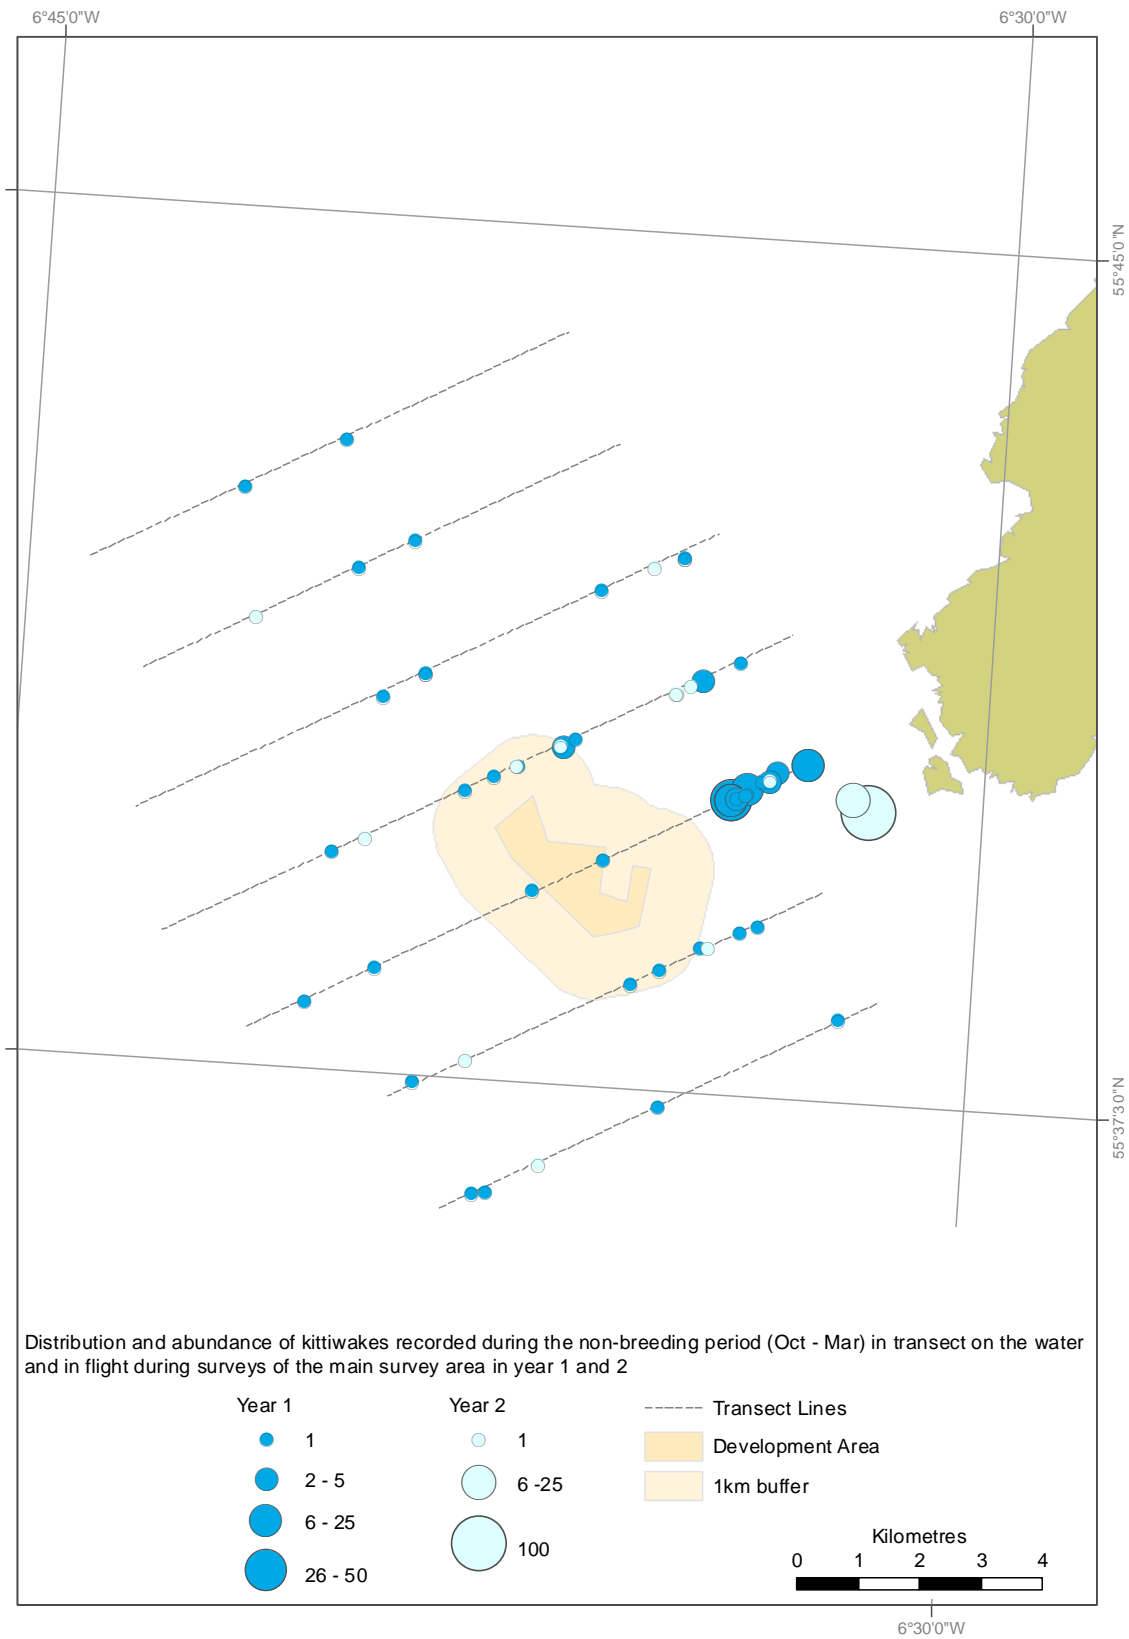 6°45'0"W
6°30'0"W
55°45'0"N
55°37'30"N
Distribution and abundance of kittiwakes recorded during the non-breeding period (Oct - Mar) in transect on the water
and in flight during surveys of the main survey area in year 1 and 2
Year 1
1
2 - 5
6 - 25
26 - 50
Year 2
1
6 -25
100
Transect Lines
Development Area
1km buffer
Kilometres
0 1 2 3 4
6°30'0"W